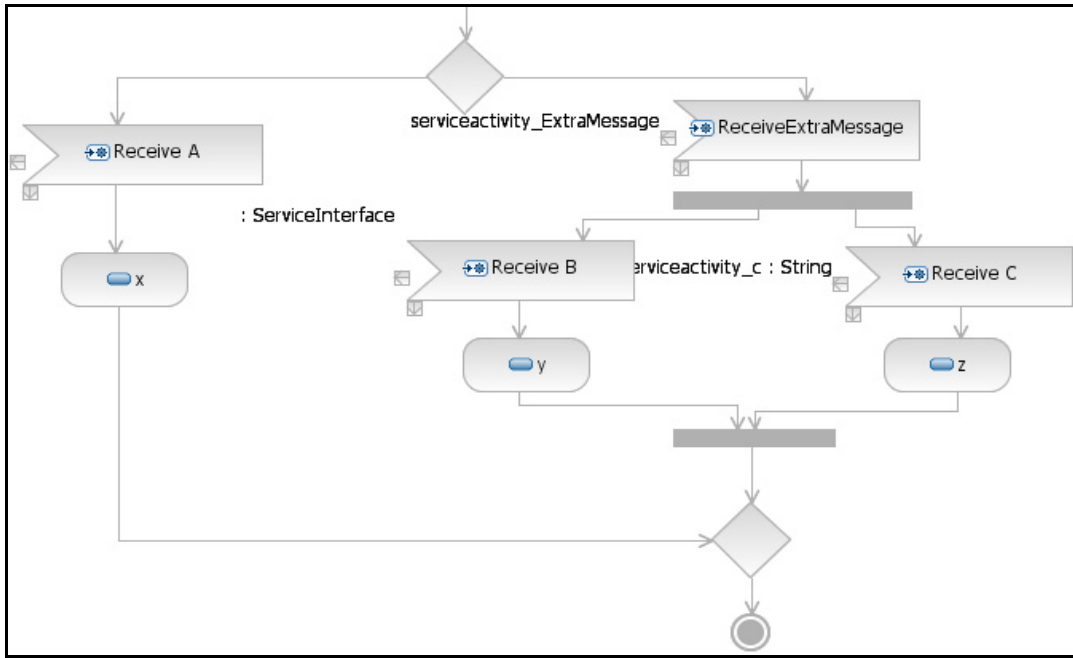 serviceactivity_ExtraMessage
ReceiveExtraMessage
Receive A
: ServiceInterface
Receive B
erviceactivity_c : String
Receive C
x
y
z